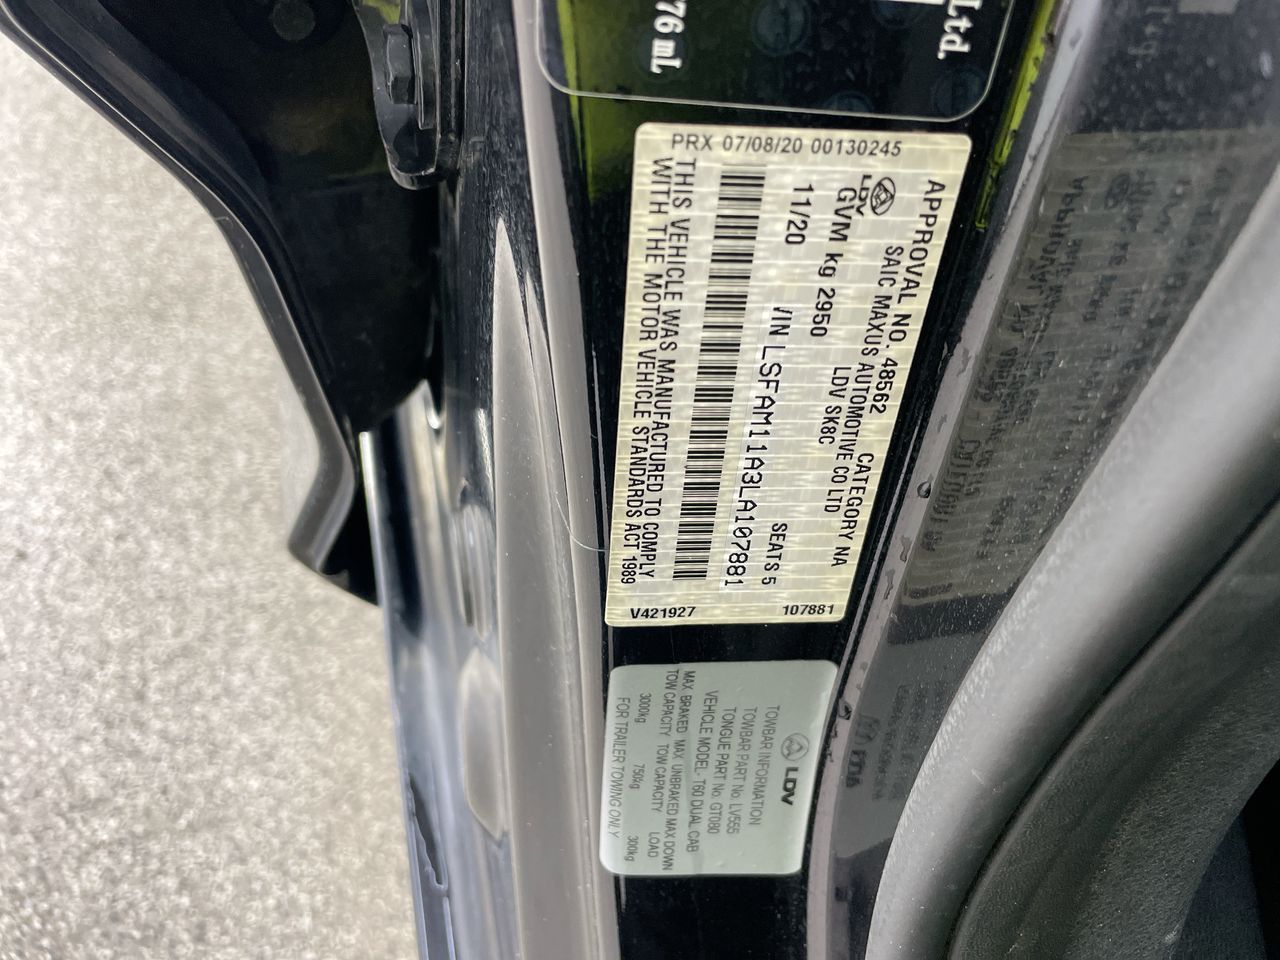 Ltd.
76 mL
PRX 07/08/20 00130245
APPROVAL NO. 48562 CATEGORY NA
LDV SAIC MAXUS AUTOMOTIVE CO LTD
GVM kg 2950 LDV SK8C
11/20 SEATS 5
VIN LSFAM11A3LA107881
THIS VEHICLE WAS MANUFACTURED TO COMPLY
WITH THE MOTOR VEHICLE STANDARDS ACT 1989
V421927 107881
LDV
TOWBAR INFORMATION
TOWBAR PART No. LV555
TONGUE PART No. GT080
VEHICLE MODEL- T60 DUAL CAB
MAX BRAKED MAX UNBRAKED MAX DOWN
TOW CAPACITY TOW CAPACITY LOAD
3000kg 750kg 300kg
FOR TRAILER TOWING ONLY